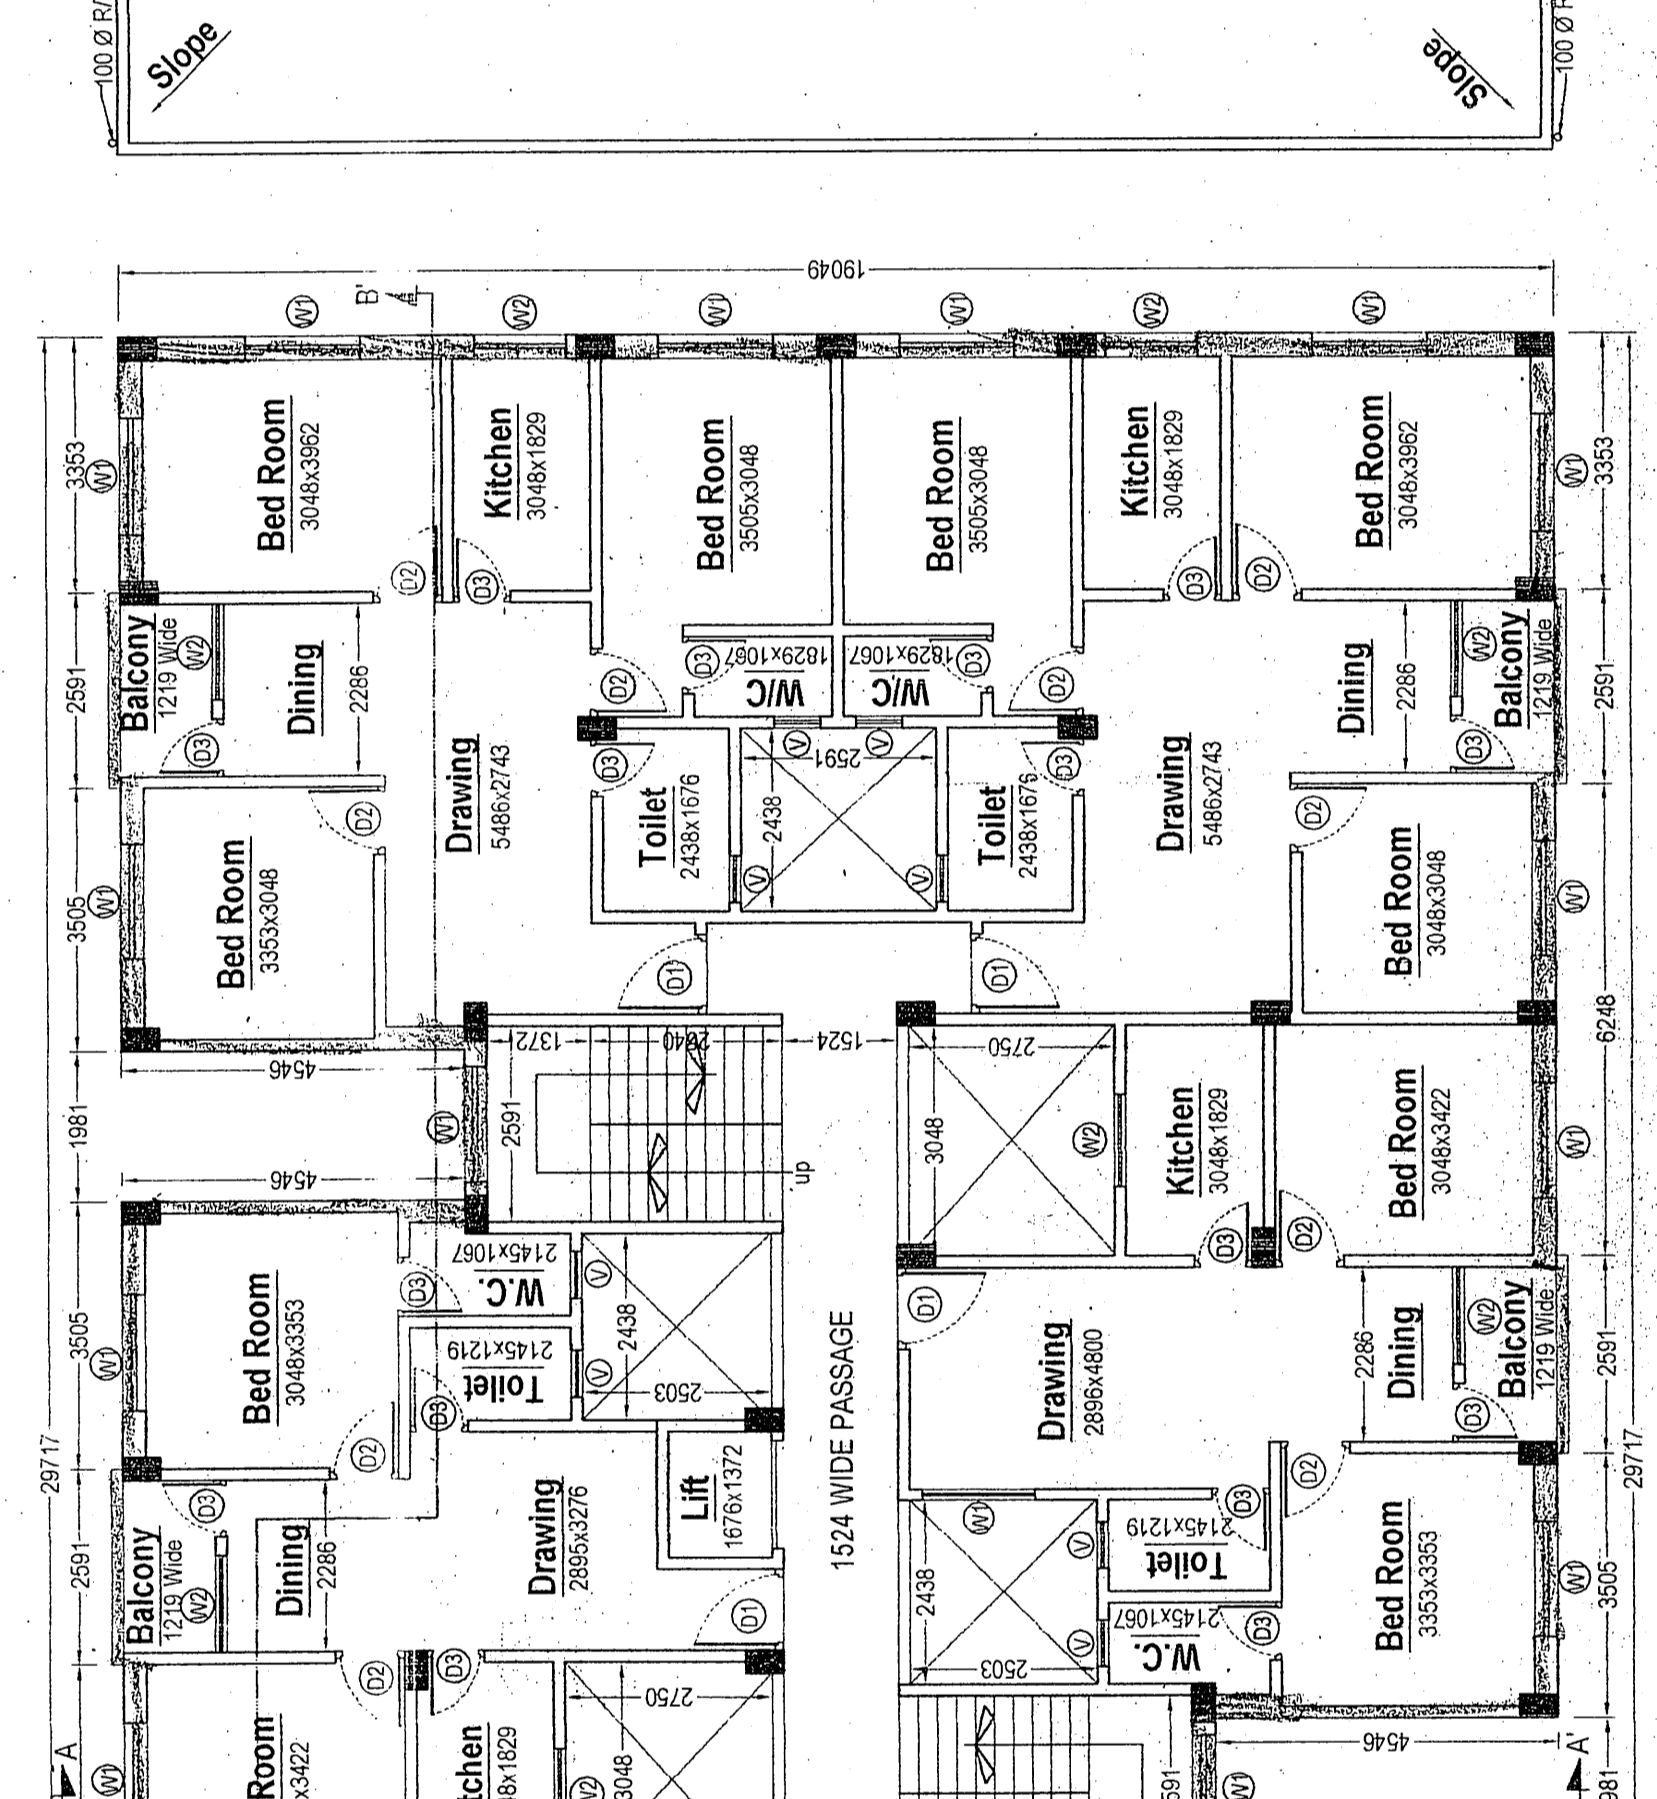 100 Ø R/
Slope
Slope
100 Ø R
19049
B'
W1
W2
W1
W1
W2
W1
3353
W1
Bed Room
3048x3962
D2
Kitchen
3048x1829
D3
Bed Room
3505x3048
Bed Room
3505x3048
Kitchen
3048x1829
D3
Bed Room
3048x3962
D2
W1
3353
2591
Balcony
1219 Wide
W2
D3
Dining
2286
D2
D3
1829x1067
W/C
1829x1067
W/C
D3
D2
Dining
2286
W2
Balcony
1219 Wide
D3
2591
Drawing
5486x2743
D3
Toilet
2438x1676
V
V
2591
2438
V
V
Toilet
2438x1676
D3
Drawing
5486x2743
3505
W1
Bed Room
3353x3048
D2
D2
Bed Room
3048x3048
W1
D1
D1
6248
4546
1372
2640
1524
2591
up
1981
W1
4546
2750
3048
W2
Kitchen
3048x1829
D3
Bed Room
3048x3422
D2
W1
3505
W1
Bed Room
3048x3353
D2
D3
2145x1067
W.C.
V
2145x1219
Toilet
D3
V
2438
2503
Lift
1676x1372
1524 WIDE PASSAGE
D1
Drawing
2896x4800
2286
Dining
W2
Balcony
1219 Wide
D3
2591
29717
29717
2591
Balcony
1219 Wide
W2
D3
Dining
2286
Drawing
2895x3276
D1
D2
D3
W1
2438
2503
V
V
2145x1219
Toilet
D3
D2
2145x1067
W.C.
D3
Bed Room
3353x3353
W1
3505
A
W1
Room
x3422
tchen
8x1829
W2
2750
3048
591
W1
4546
A'
981